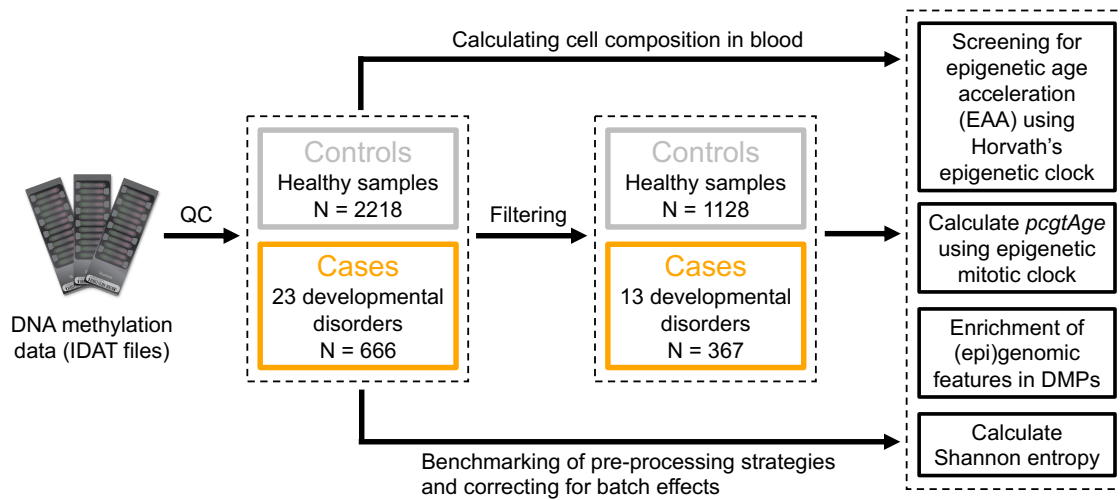 Calculating cell composition in blood
DNA methylation
data (IDAT files)
QC
Controls
Healthy samples
N = 2218
Cases
23 developmental
disorders
N = 666
Filtering
Controls
Healthy samples
N = 1128
Cases
13 developmental
disorders
N = 367
Benchmarking of pre-processing strategies
and correcting for batch effects
Screening for
epigenetic age
acceleration
(EAA) using
Horvath's
epigenetic clock
Calculate pcgtAge
using epigenetic
mitotic clock
Enrichment of
(epi)genomic
features in DMPs
Calculate
Shannon entropy